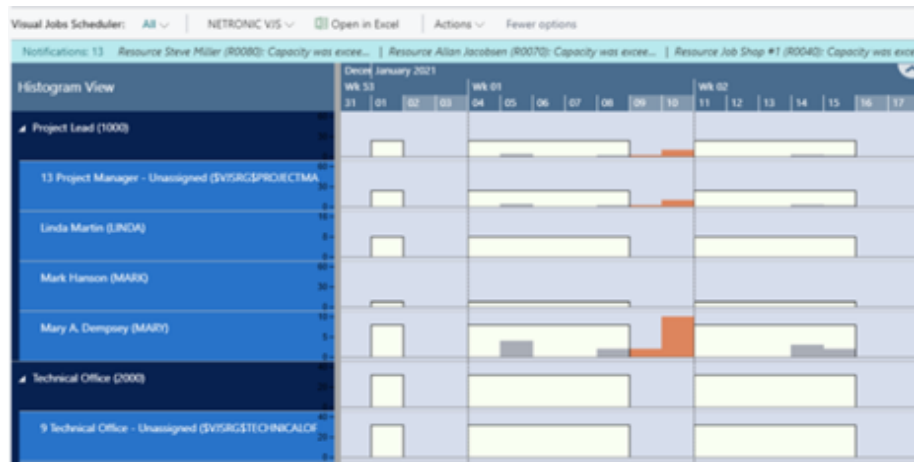 Visual Jobs Scheduler: All NETRONIC VJS Open in Excel Actions Fewer options
Notifications: 13 Resource Steve Miller (R0080): Capacity was excee... | Resource Allan Jacobsen (R0070): Capacity was excee... | Resource Job Shop #1 (R0040): Capacity was exce
Decem January 2021
Histogram View
Wk 53 Wk 01 Wk 02
31 01 02 03 04 05 06 07 08 09 10 11 12 13 14 15 16 17
Project Lead (1000)
13 Project Manager - Unassigned ($VJSRG$PROJECTMA
Linda Martin (LINDA)
Mark Hanson (MARK)
Mary A. Dempsey (MARY)
Technical Office (2000)
9 Technical Office - Unassigned ($VJSRG$TECHNICALOF